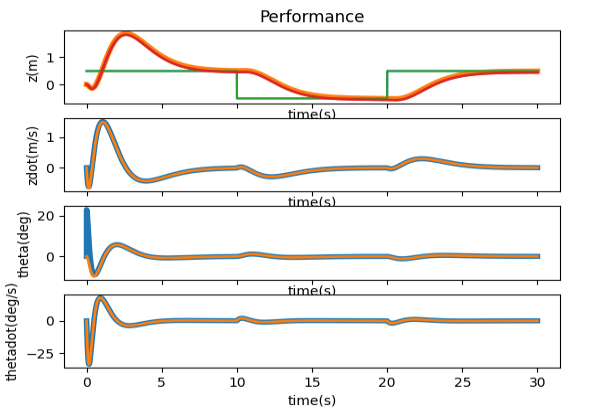 Performance
z(m)
1
0
time(s)
zdot(m/s)
1
0
time(s)
theta(deg)
20
0
time(s)
thetadot(deg/s)
0
−25
0 5 10 15 20 25 30
time(s)